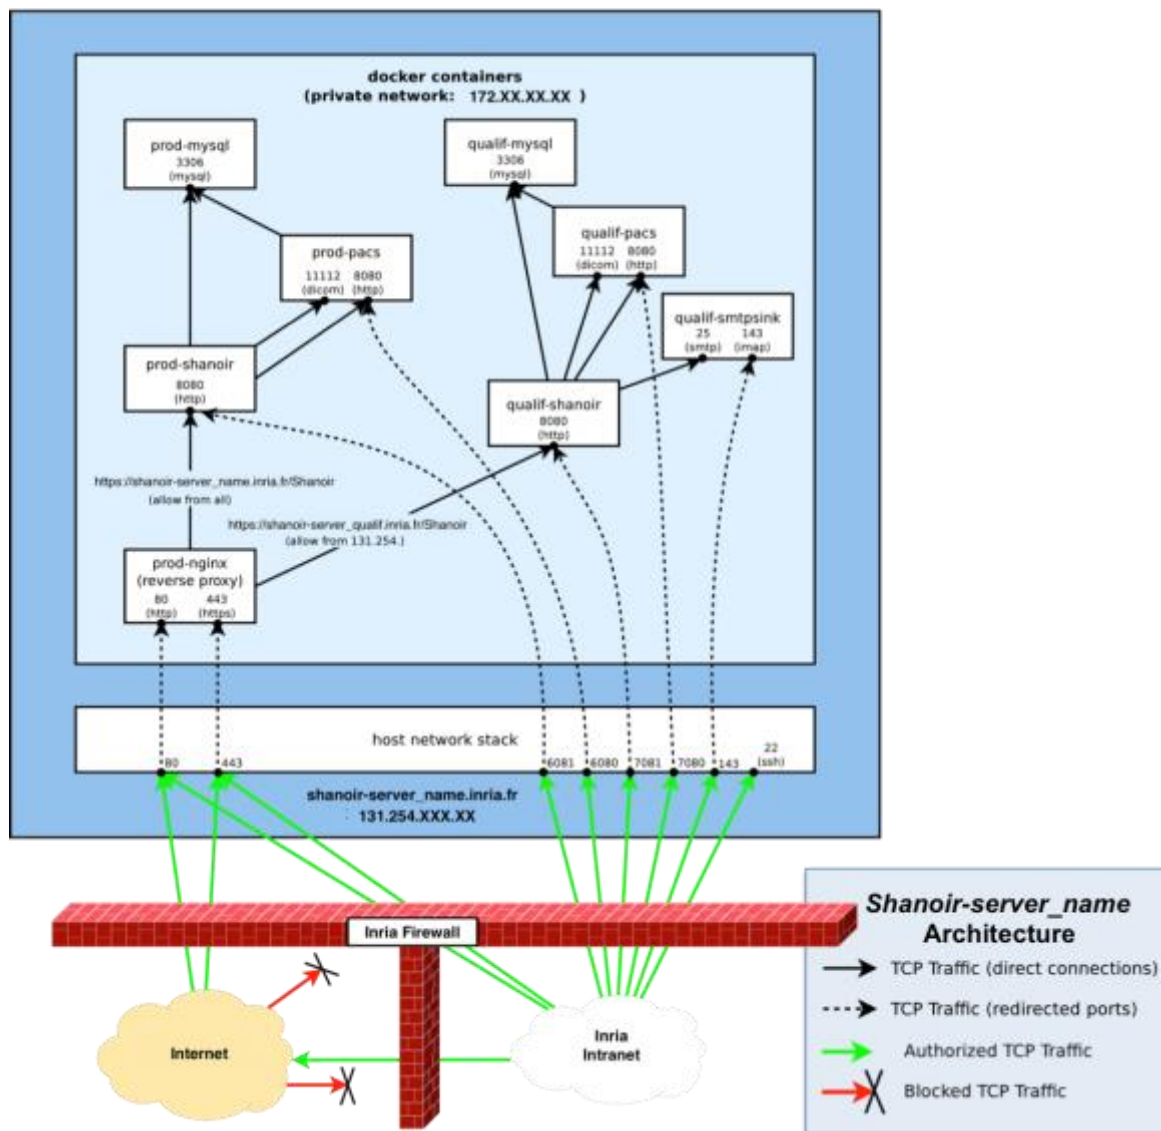 docker containers
(private network: 172.XX.XX.XX )
prod-mysql
3306
(mysql)
qualif-mysql
3306
(mysql)
prod-pacs
11112 8080
(dicom) (http)
qualif-pacs
11112 8080
(dicom) (http)
qualif-smtpsink
25 143
(smtp) (imap)
prod-shanoir
8080
(http)
qualif-shanoir
8080
(http)
https://shanoir-server_name.inria.fr/Shanoir
(allow from all)
https://shanoir-server_qualif.inria.fr/Shanoir
(allow from 131.254.)
prod-nginx
(reverse proxy)
80 443
(http) (https)
host network stack
80 443 6081 6080 7081 7080 143 22
(ssh)
shanoir-server_name.inria.fr
131.254.XXX.XX
Inria Firewall
Internet
Inria
Intranet
Shanoir-server_name
Architecture
TCP Traffic (direct connections)
TCP Traffic (redirected ports)
Authorized TCP Traffic
Blocked TCP Traffic